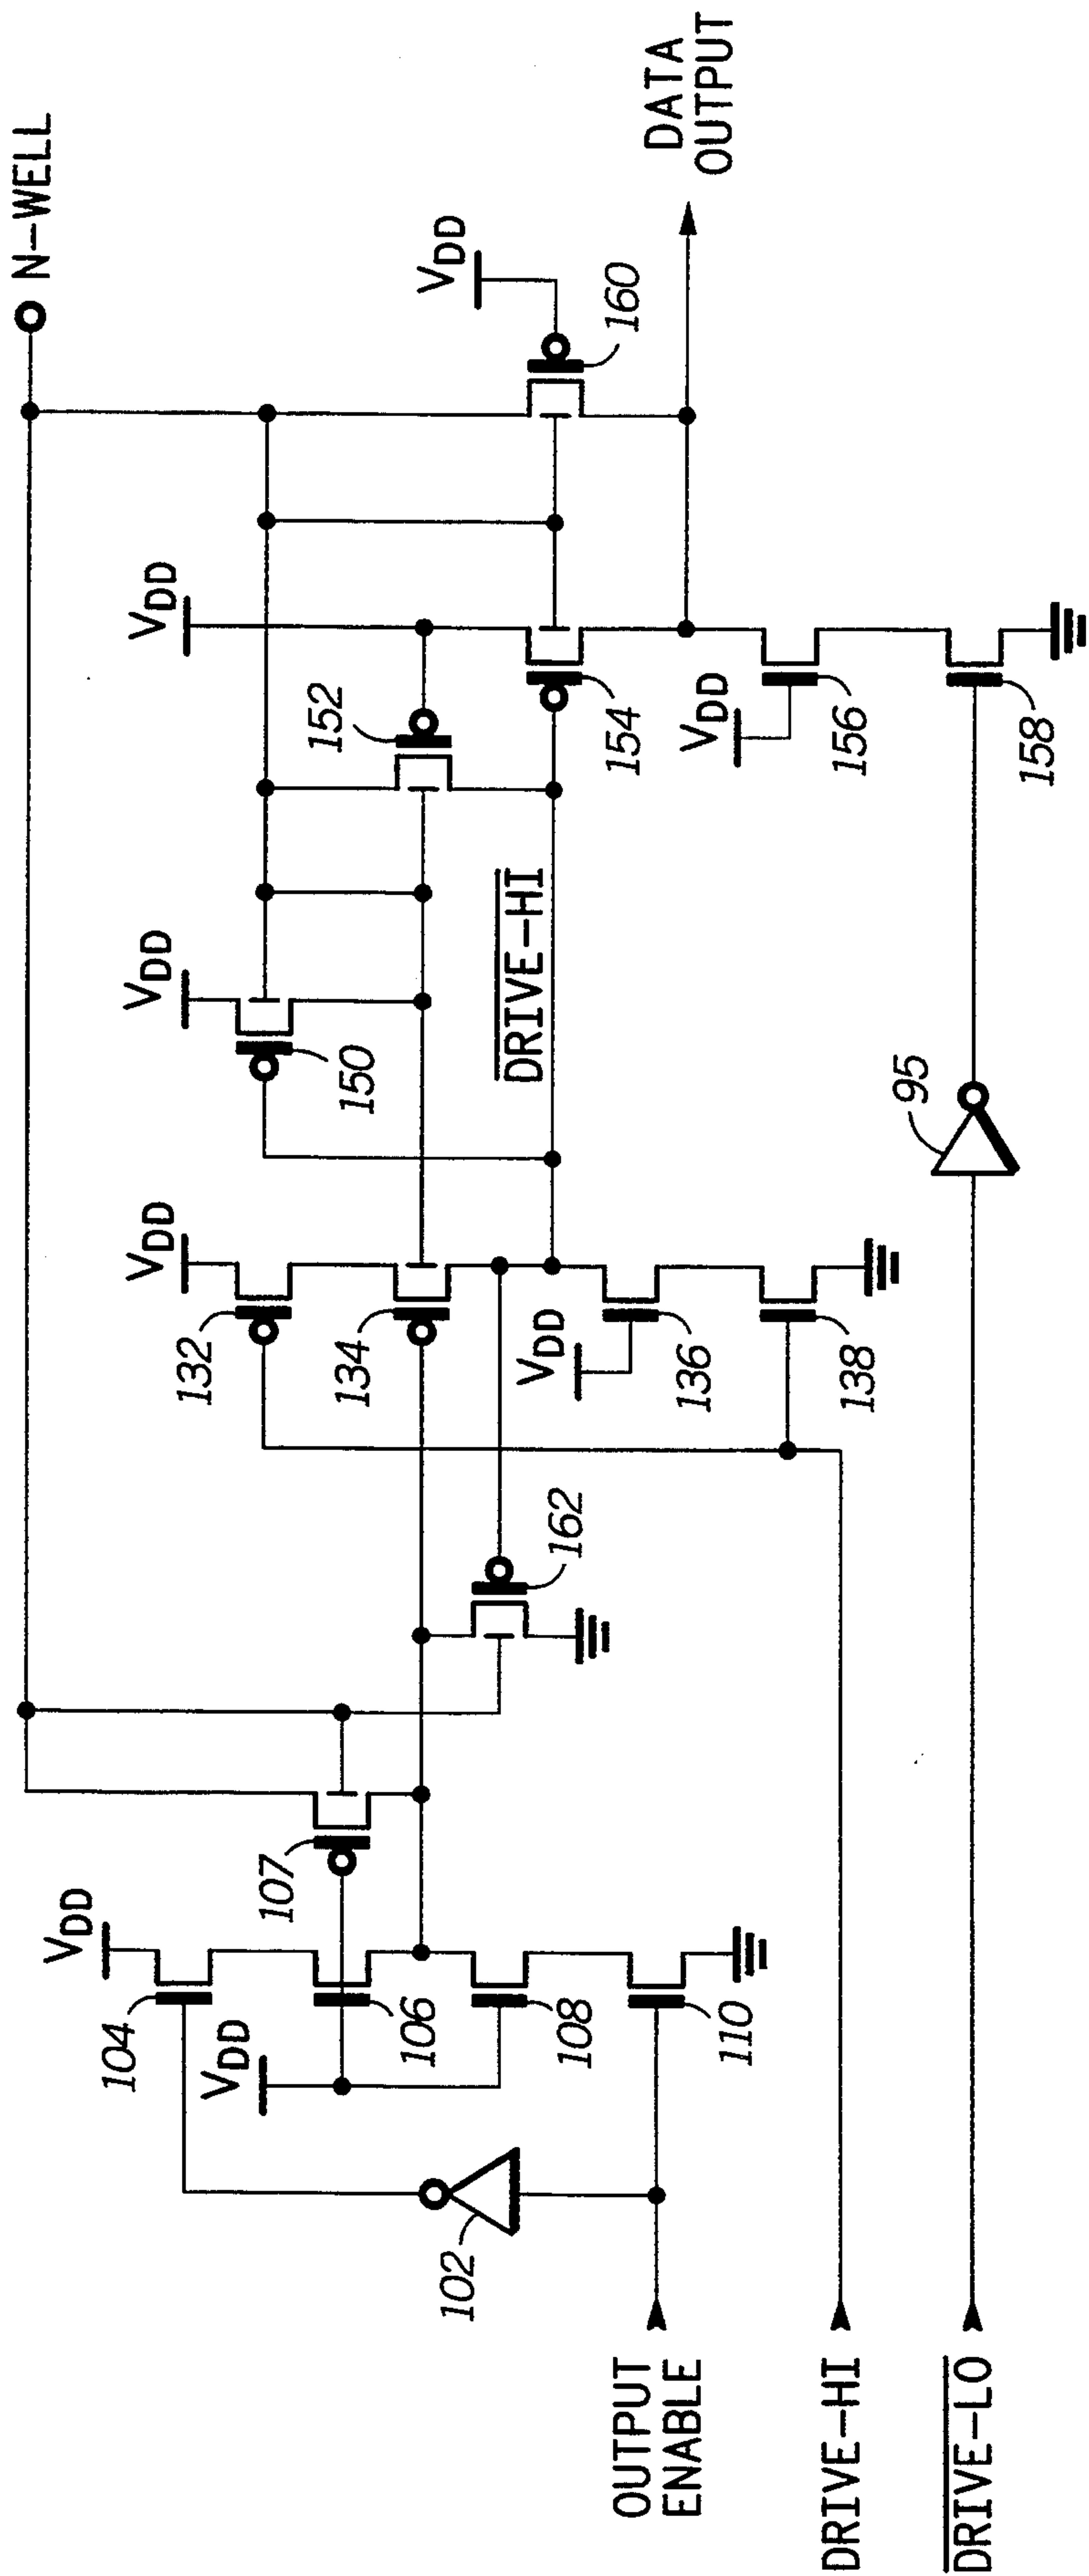 N-WELL
VDD
VDD
VDD
VDD
VDD
152
160
DATA
OUTPUT
104
107
132
150
VDD
134
DRIVE-HI
154
106
162
VDD
VDD
102
108
136
156
110
138
158
95
OUTPUT
ENABLE
DRIVE-HI
DRIVE-LO